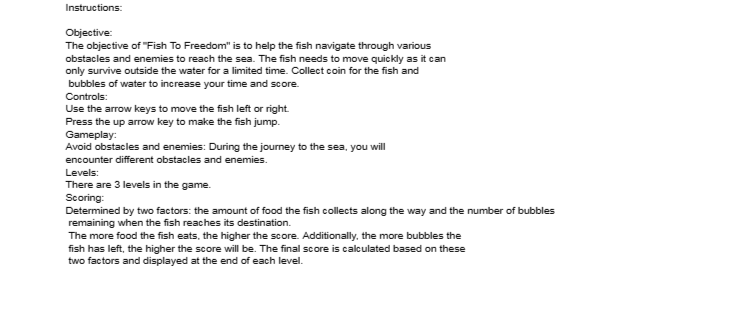 Instructions:
Objective:
The objective of "Fish To Freedom" is to help the fish navigate through various
obstacles and enemies to reach the sea. The fish needs to move quickly as it can
only survive outside the water for a limited time. Collect coin for the fish and
bubbles of water to increase your time and score.
Controls:
Use the arrow keys to move the fish left or right.
Press the up arrow key to make the fish jump.
Gameplay:
Avoid obstacles and enemies: During the journey to the sea, you will
encounter different obstacles and enemies.
Levels:
There are 3 levels in the game.
Scoring:
Determined by two factors: the amount of food the fish collects along the way and the number of bubbles
remaining when the fish reaches its destination.
The more food the fish eats, the higher the score. Additionally, the more bubbles the
fish has left, the higher the score will be. The final score is calculated based on these
two factors and displayed at the end of each level.